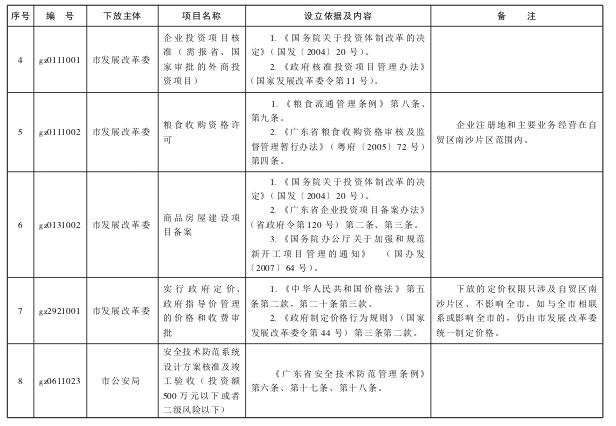 序号 编号 下放主体 项目名称 设立依据及内容 备注
4 gz0111001 市发展改革委
企业投资项目核
准（需报省、国
家审批的外商投
资项目）
1. 《国务院关于投资体制改革的决
定》（国发〔2004〕20 号）。
2. 《政府核准投资项目管理办法》
（国家发展改革委令第 11 号）。
5 gz0111002 市发展改革委
粮食收购资格许
可
1. 《粮食流通管理条例》第八条、
第九条。
2. 《广东省粮食收购资格审核及监
督管理暂行办法》（粤府〔2005〕72 号）
第四条。
企业注册地和主要业务经营在自
贸区南沙片区范围内。
6 gz0131002 市发展改革委
商品房屋建设项
目备案
1. 《国务院关于投资体制改革的决
定》（国发〔2004〕20 号）。
2. 《广东省企业投资项目备案办法》
（省政府令第 120 号）第二条、第三条。
3. 《国务院办公厅关于加强和规范
新开工项目管理的通知》 （国办发
〔2007〕64 号）。
7 gz2921001 市发展改革委
实行政府定价、
政府指导价管理
的价格和收费审
批
1. 《中华人民共和国价格法》第五
条第二款，第二十条第三款。
2. 《政府制定价格行为规则》（国家
发展改革委令第 44 号）第三条第二款。
下放的定价权限只涉及自贸区南
沙片区、不影响全市，如与全市相联
系或影响全市的，仍由市发展改革委
统一制定价格。
8 gz0611023 市公安局
安全技术防范系统
设计方案核准及竣
工验收（投资额
500 万元以下或者
二级风险以下）
《广东省安全技术防范管理条例》
第六条、第十七条、第十八条。